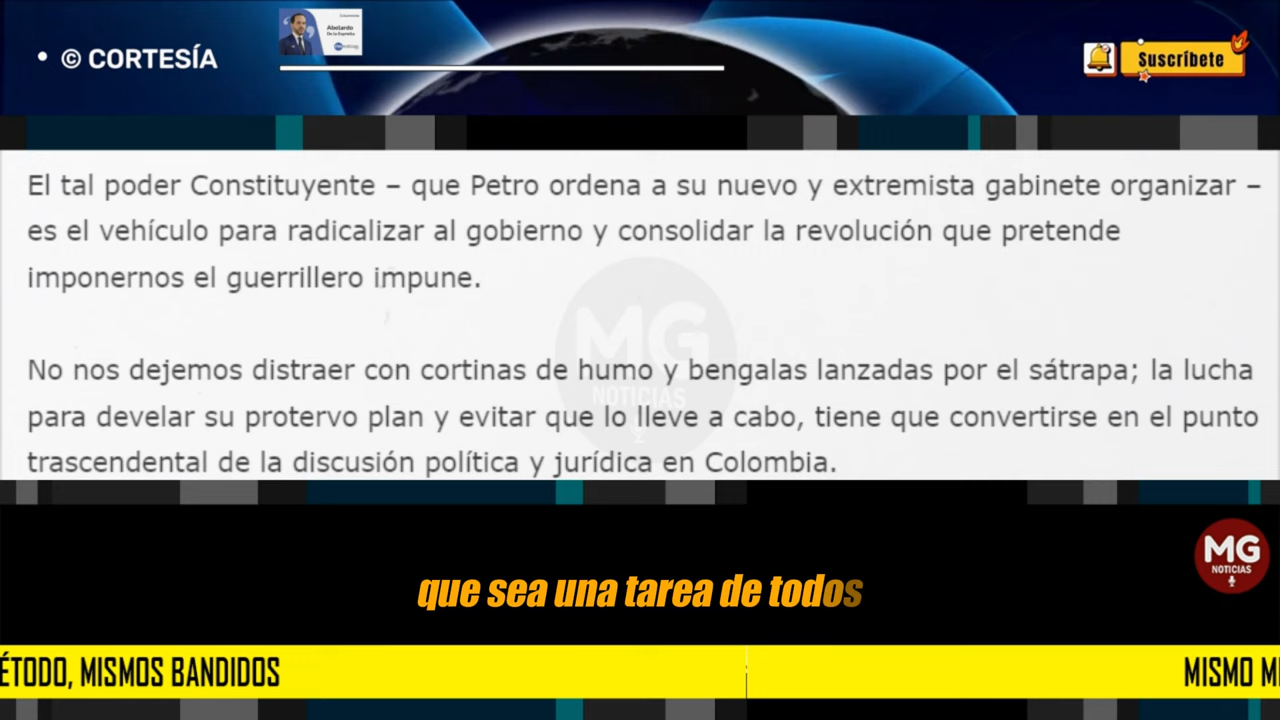 • © CORTESÍA
Columnista
Abelardo
De la Espriella
Suscríbete
El tal poder Constituyente – que Petro ordena a su nuevo y extremista gabinete organizar –
es el vehículo para radicalizar al gobierno y consolidar la revolución que pretende
imponernos el guerrillero impune.
No nos dejemos distraer con cortinas de humo y bengalas lanzadas por el sátrapa; la lucha
para develar su protervo plan y evitar que lo lleve a cabo, tiene que convertirse en el punto
trascendental de la discusión política y jurídica en Colombia.
MG
NOTICIAS
que sea una tarea de todos
MG
NOTICIAS
ÉTODO, MISMOS BANDIDOS
MISMO M